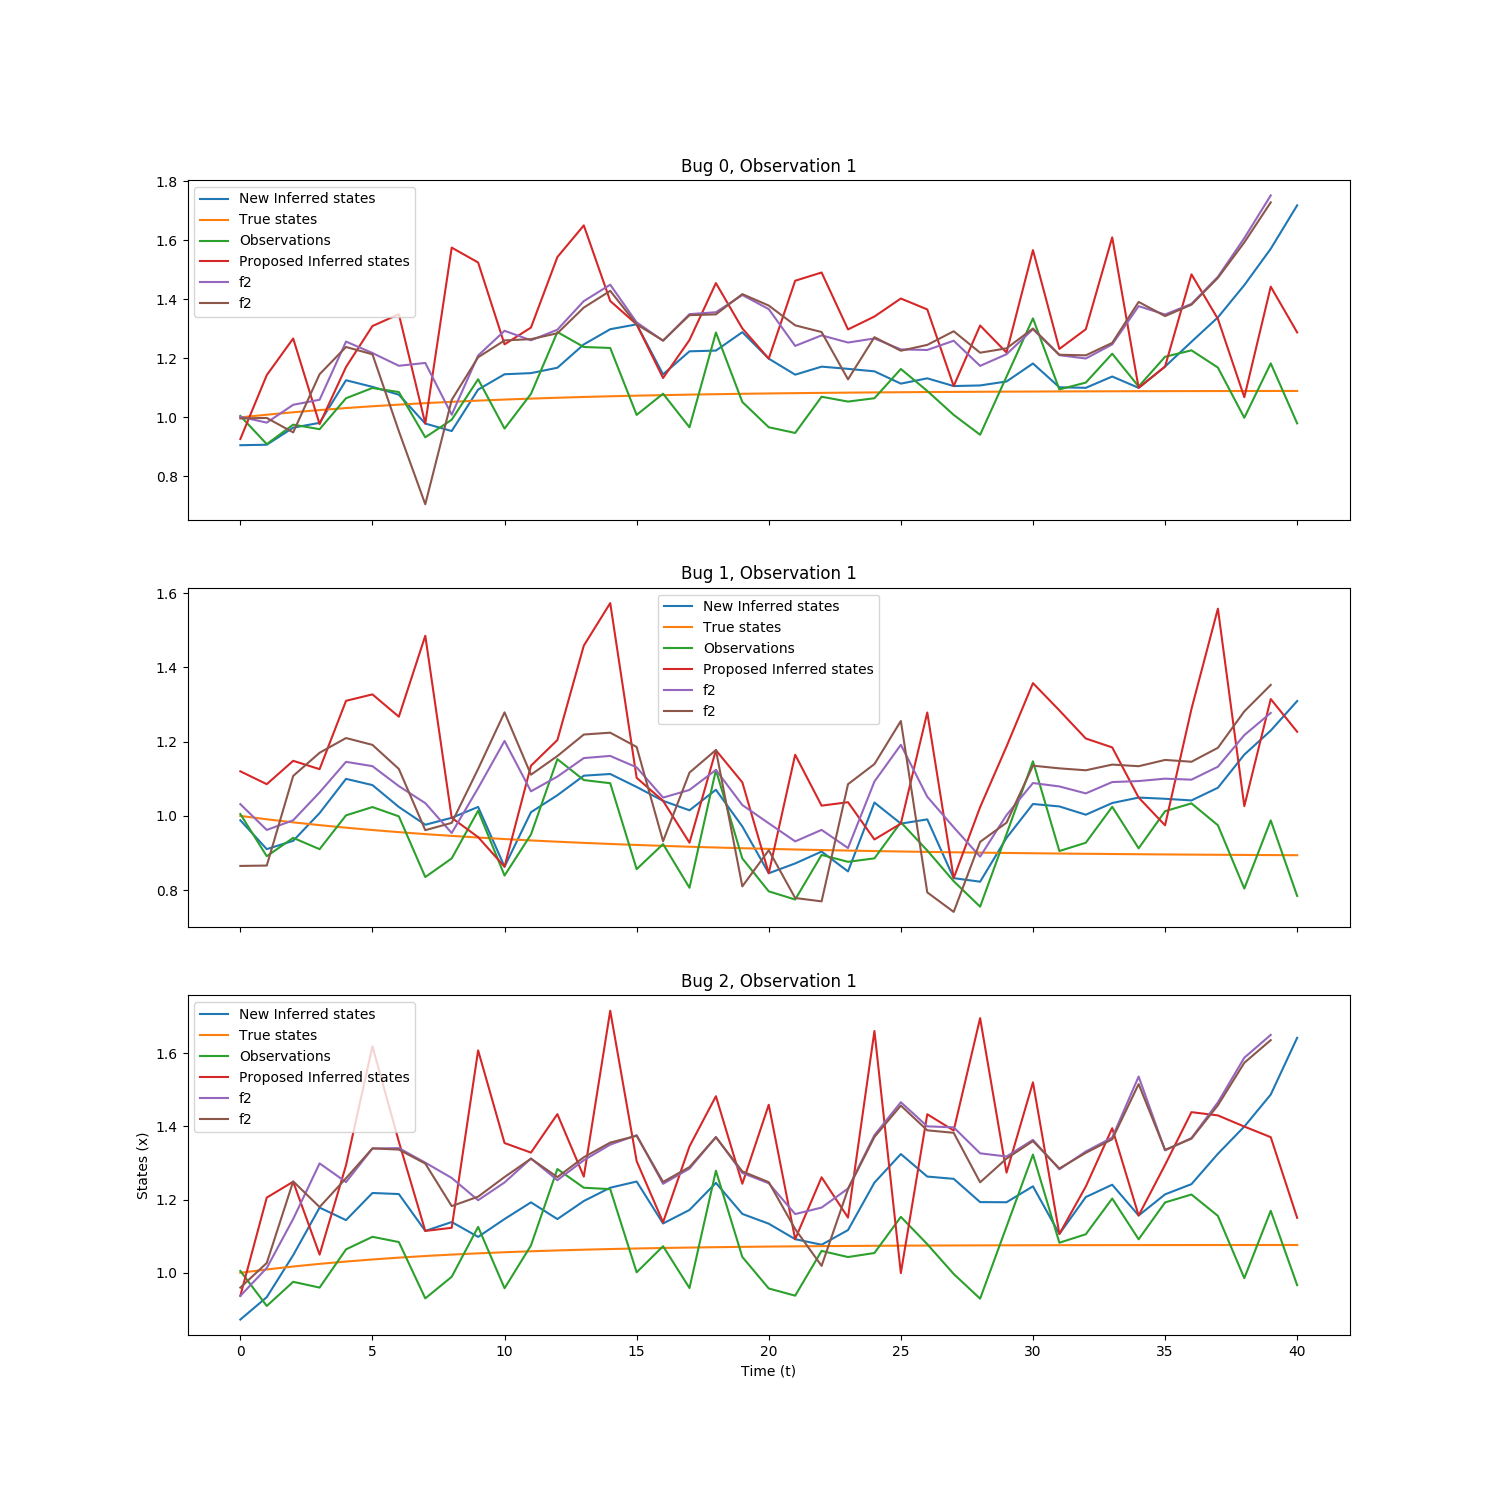 Bug 0, Observation 1
1.8
1.6
1.4
1.2
1.0
0.8
New Inferred states
True states
Observations
Proposed Inferred states
f2
f2
Bug 1, Observation 1
1.6
1.4
1.2
1.0
0.8
New Inferred states
True states
Observations
Proposed Inferred states
f2
f2
Bug 2, Observation 1
1.6
1.4
1.2
1.0
New Inferred states
True states
Observations
Proposed Inferred states
f2
f2
States (x)
0 5 10 15 20 25 30 35 40
Time (t)